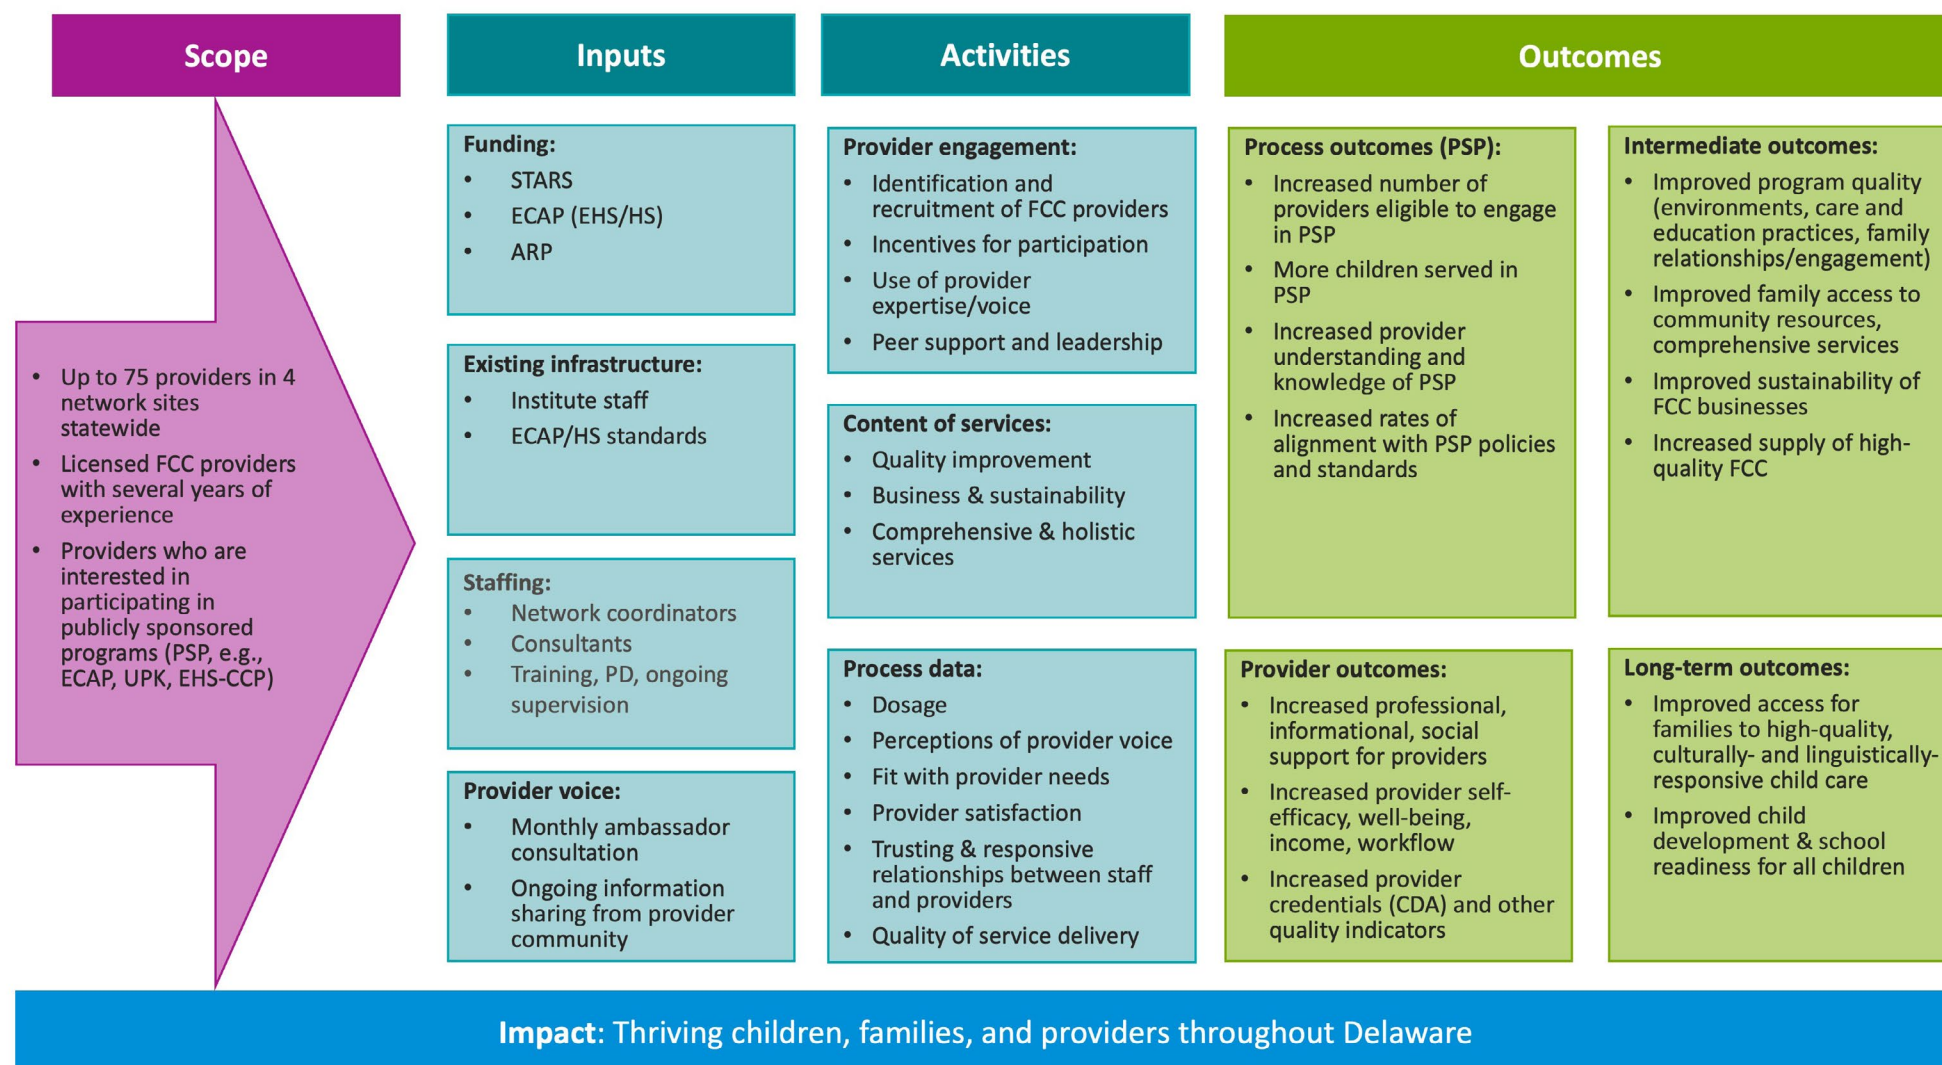 Scope
• Up to 75 providers in 4
network sites
statewide
• Licensed FCC providers
with several years of
experience
• Providers who are
interested in
participating in
publicly sponsored
programs (PSP, e.g.,
ECAP, UPK, EHS-CCP)
Inputs
Funding:
• STARS
• ECAP (EHS/HS)
• ARP
Existing infrastructure:
• Institute staff
• ECAP/HS standards
Staffing:
• Network coordinators
• Consultants
• Training, PD, ongoing
supervision
Provider voice:
• Monthly ambassador
consultation
• Ongoing information
sharing from provider
community
Activities
Provider engagement:
• Identification and
recruitment of FCC providers
• Incentives for participation
• Use of provider
expertise/voice
• Peer support and leadership
Content of services:
• Quality improvement
• Business & sustainability
• Comprehensive & holistic
services
Process data:
• Dosage
• Perceptions of provider voice
• Fit with provider needs
• Provider satisfaction
• Trusting & responsive
relationships between staff
and providers
• Quality of service delivery
Outcomes
Process outcomes (PSP):
• Increased number of
providers eligible to engage
in PSP
• More children served in
PSP
• Increased provider
understanding and
knowledge of PSP
• Increased rates of
alignment with PSP policies
and standards
Provider outcomes:
• Increased professional,
informational, social
support for providers
• Increased provider self-
efficacy, well-being,
income, workflow
• Increased provider
credentials (CDA) and other
quality indicators
Intermediate outcomes:
• Improved program quality
(environments, care and
education practices, family
relationships/engagement)
• Improved family access to
community resources,
comprehensive services
• Improved sustainability of
FCC businesses
• Increased supply of high-
quality FCC
Long-term outcomes:
• Improved access for
families to high-quality,
culturally- and linguistically-
responsive child care
• Improved child
development & school
readiness for all children
Impact: Thriving children, families, and providers throughout Delaware